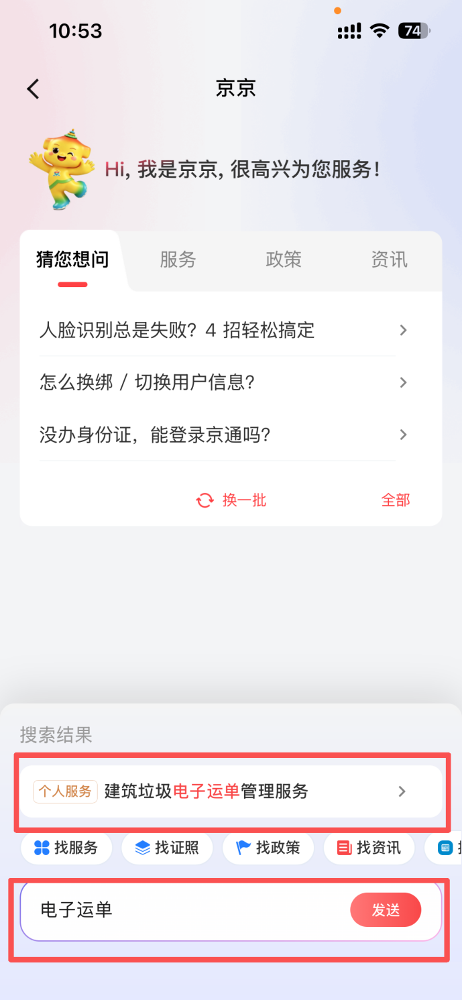 10:53
74
京京
Hi, 我是京京, 很高兴为您服务!
猜您想问 服务 政策 资讯
人脸识别总是失败? 4 招轻松搞定
怎么换绑 / 切换用户信息?
没办身份证，能登录京通吗?
换一批 全部
搜索结果
个人服务 建筑垃圾电子运单管理服务
找服务 找证照 找政策 找资讯
电子运单 发送